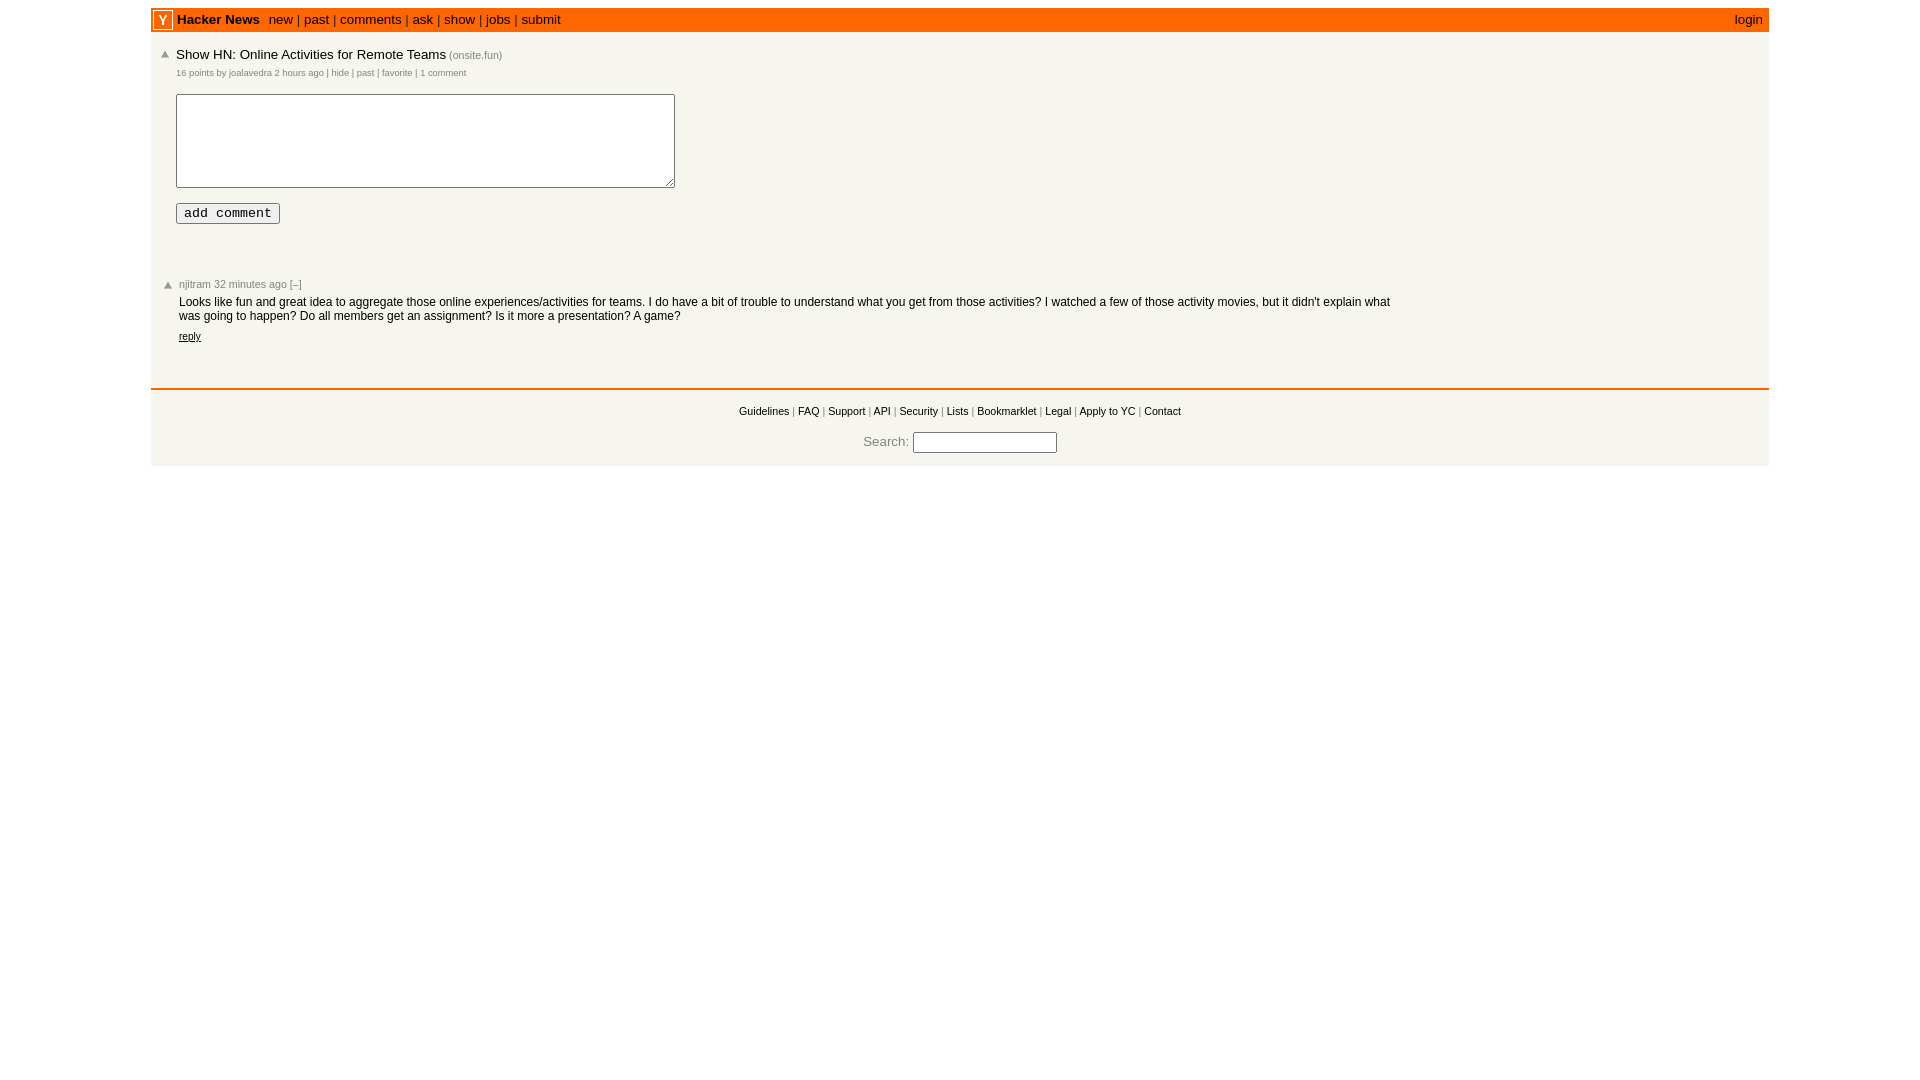 Y Hacker News new | past | comments | ask | show | jobs | submit login
Show HN: Online Activities for Remote Teams (onsite.fun)
16 points by joalavedra 2 hours ago | hide | past | favorite | 1 comment
add comment
njitram 32 minutes ago [–]
Looks like fun and great idea to aggregate those online experiences/activities for teams. I do have a bit of trouble to understand what you get from those activities? I watched a few of those activity movies, but it didn't explain what
was going to happen? Do all members get an assignment? Is it more a presentation? A game?
reply
Guidelines | FAQ | Support | API | Security | Lists | Bookmarklet | Legal | Apply to YC | Contact
Search: